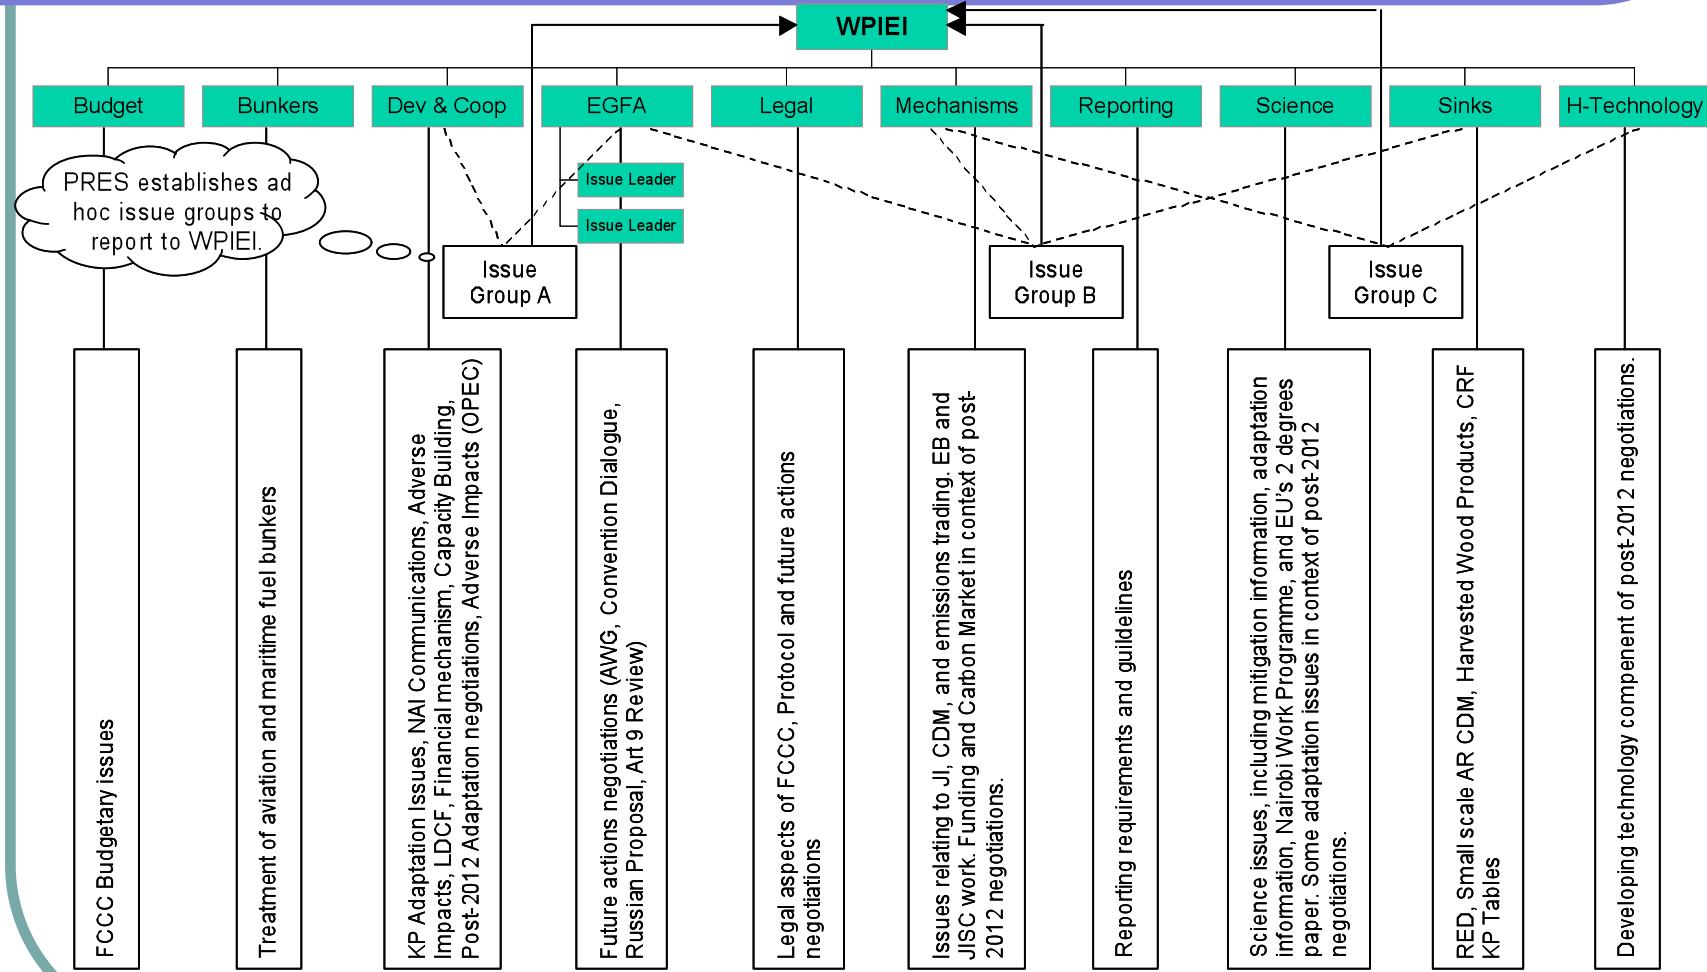 WPIEI
Budget
Bunkers
Dev & Coop
EGFA
Legal
Mechanisms
Reporting
Science
Sinks
H-Technology
PRES establishes ad
hoc issue groups to
report to WPIEI.
Issue Leader
Issue Leader
Issue
Group A
Issue
Group B
Issue
Group C
FCCC Budgetary issues
Treatment of aviation and maritime fuel bunkers
KP Adaptation Issues, NAI Communications, Adverse
Impacts, LDCF, Financial mechanism, Capacity Building,
Post-2012 Adaptation negotiations, Adverse Impacts (OPEC)
Future actions negotiations (AWG, Convention Dialogue,
Russian Proposal, Art 9 Review)
Legal aspects of FCCC, Protocol and future actions
negotiations
Issues relating to JI, CDM, and emissions trading. EB and
JISC work. Funding and Carbon Market in context of post-
2012 negotiations.
Reporting requirements and guildelines
Science issues, including mitigation information, adaptation
information, Nairobi Work Programme, and EU's 2 degrees
paper. Some adaptation issues in context of post-2012
negotiations.
RED, Small scale AR CDM, Harvested Wood Products, CRF
KP Tables
Developing technology compenent of post-2012 negotiations.